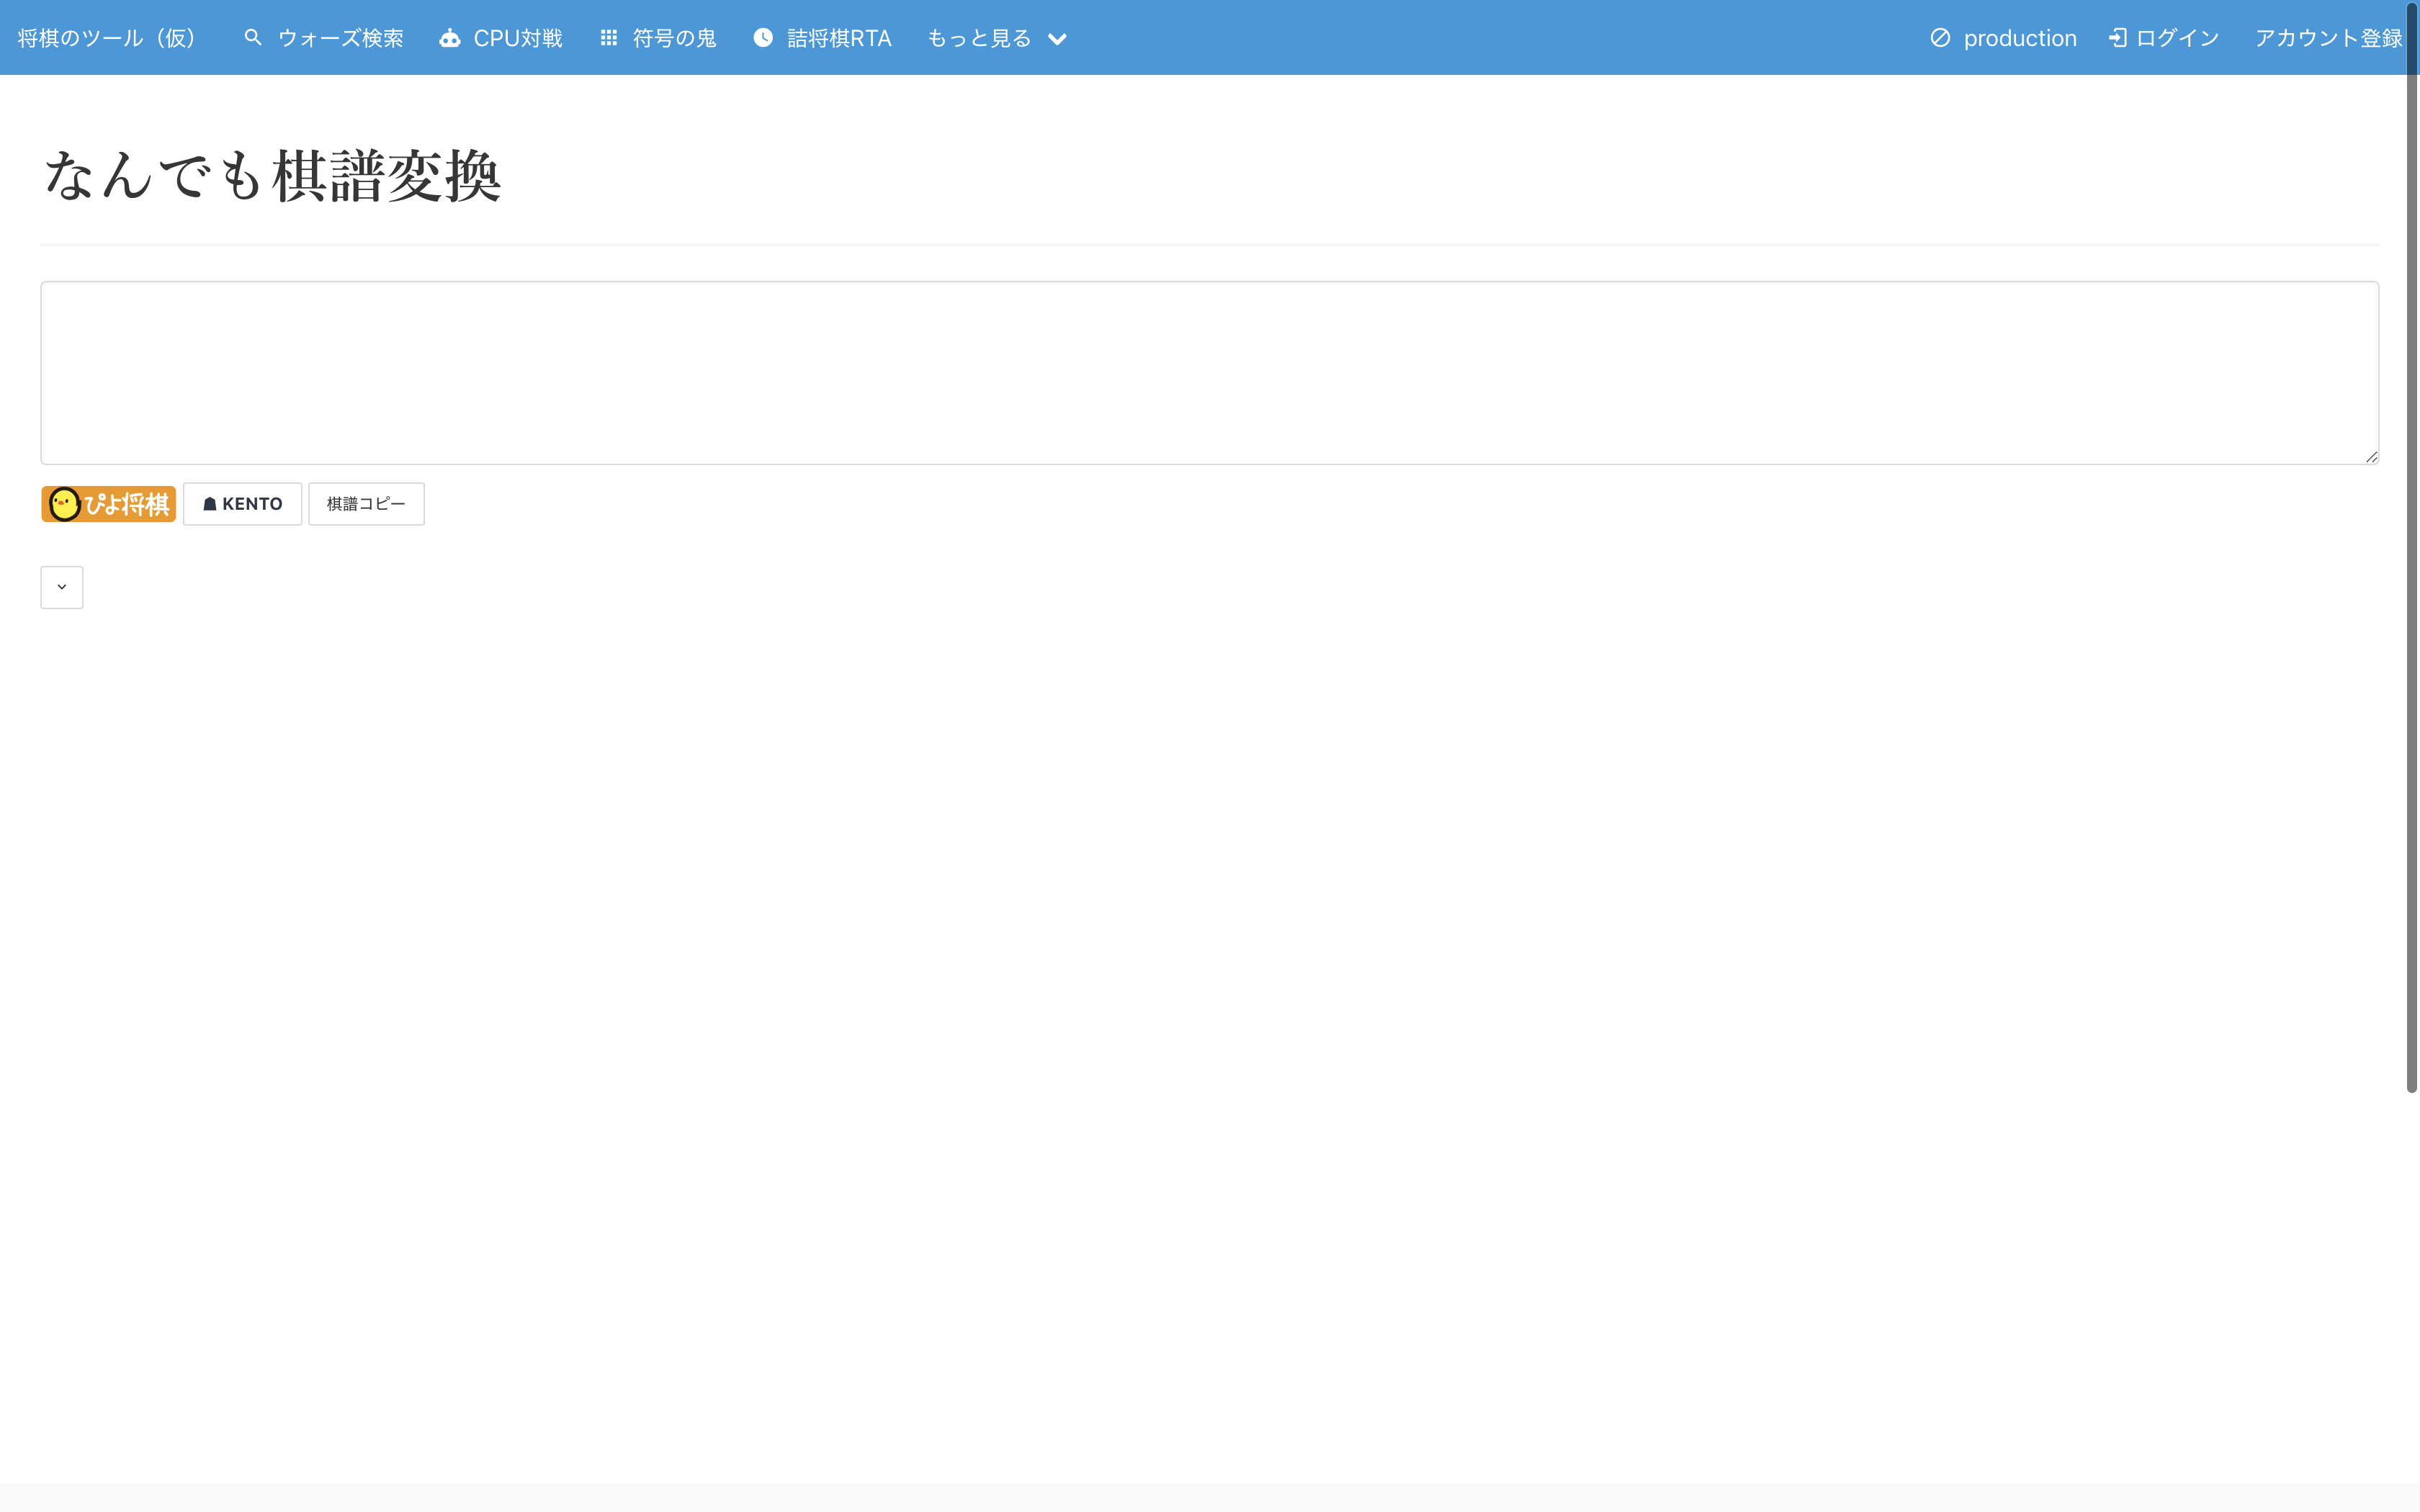 将棋のツール（仮） ウォーズ検索 CPU対戦 符号の鬼 詰将棋RTA もっと見る production ログイン アカウント登録
なんでも棋譜変換
ぴよ将棋 KENTO 棋譜コピー